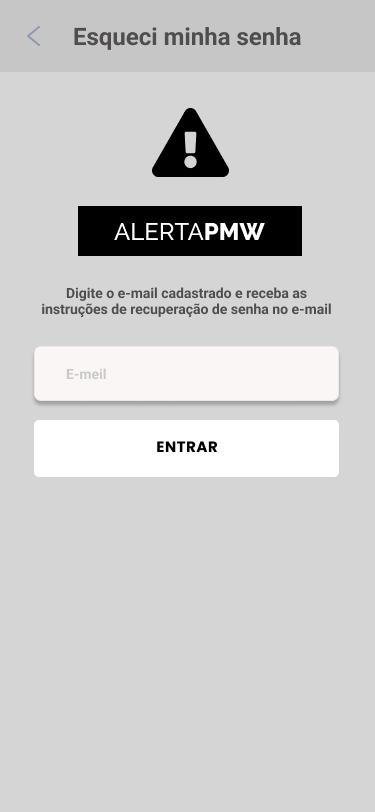 Esqueci minha senha
ALERTAPMW
Digite o e-mail cadastrado e receba as
instruções de recuperação de senha no e-mail
E-meil
ENTRAR